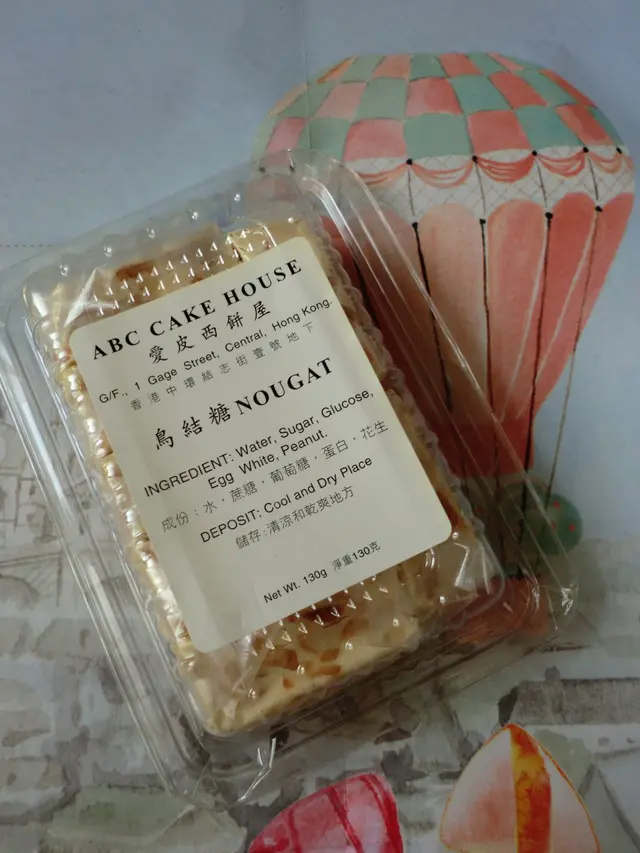 ABC CAKE HOUSE
愛皮西餅屋
G/F., 1 Gage Street, Central, Hong Kong.
香港中環結志街壹號地下
鳥結糖 NOUGAT
INGREDIENT: Water, Sugar, Glucose,
Egg White, Peanut.
成份：水，蔗糖，葡萄糖，蛋白，花生
DEPOSIT: Cool and Dry Place
儲存：清涼和乾爽地方
Net Wt. 130g 淨重130克